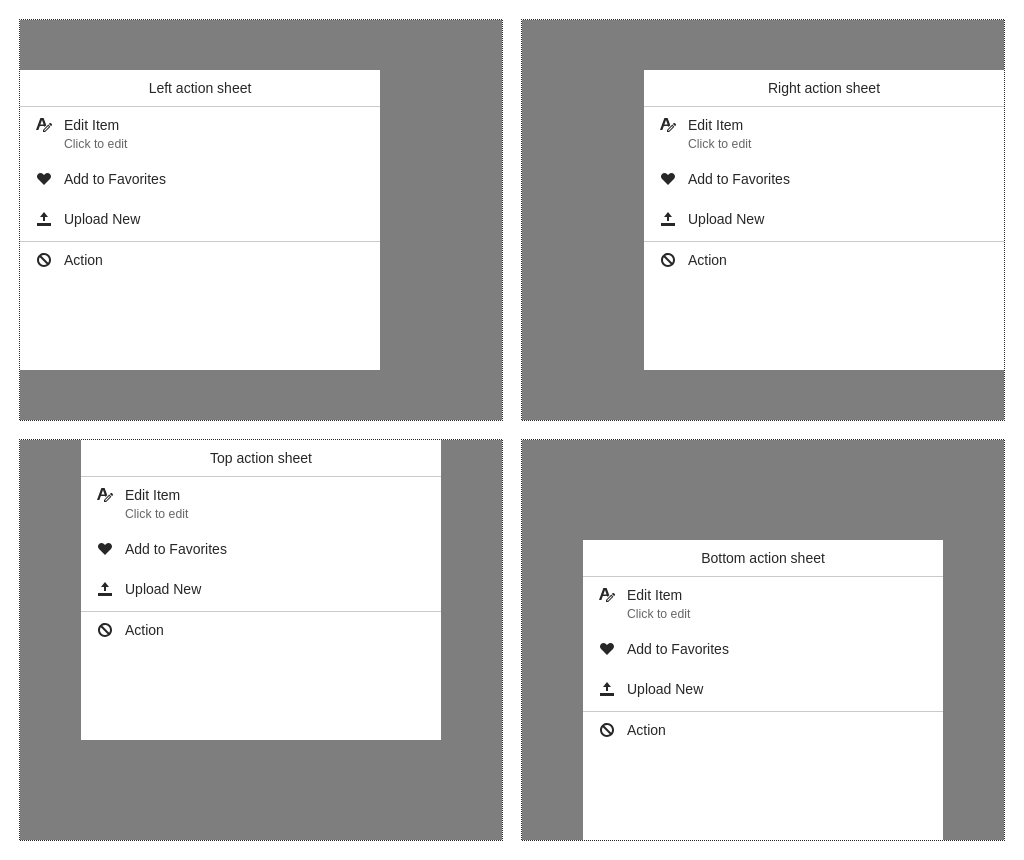 Left action sheet
Edit Item
Click to edit
Add to Favorites
Upload New
Action
Right action sheet
Edit Item
Click to edit
Add to Favorites
Upload New
Action
Top action sheet
Edit Item
Click to edit
Add to Favorites
Upload New
Action
Bottom action sheet
Edit Item
Click to edit
Add to Favorites
Upload New
Action